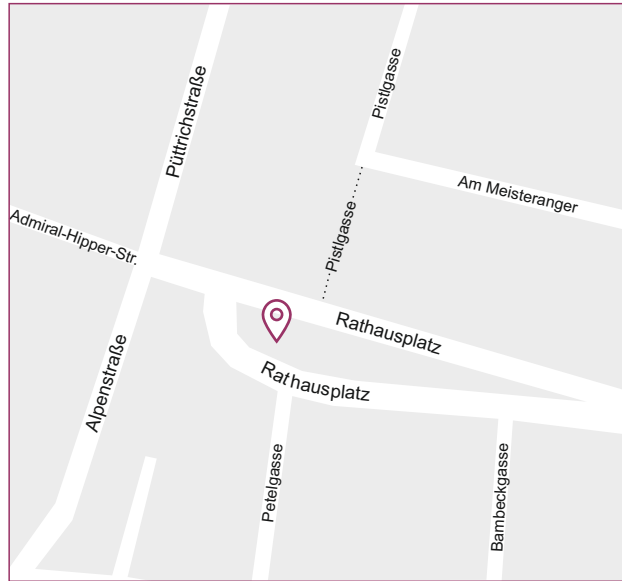 Püttrichstraße
Pistlgasse
Am Meisteranger
Admiral-Hipper-Str.
Pistlgasse
Rathausplatz
Alpenstraße
Rathausplatz
Petelgasse
Bambeckgasse